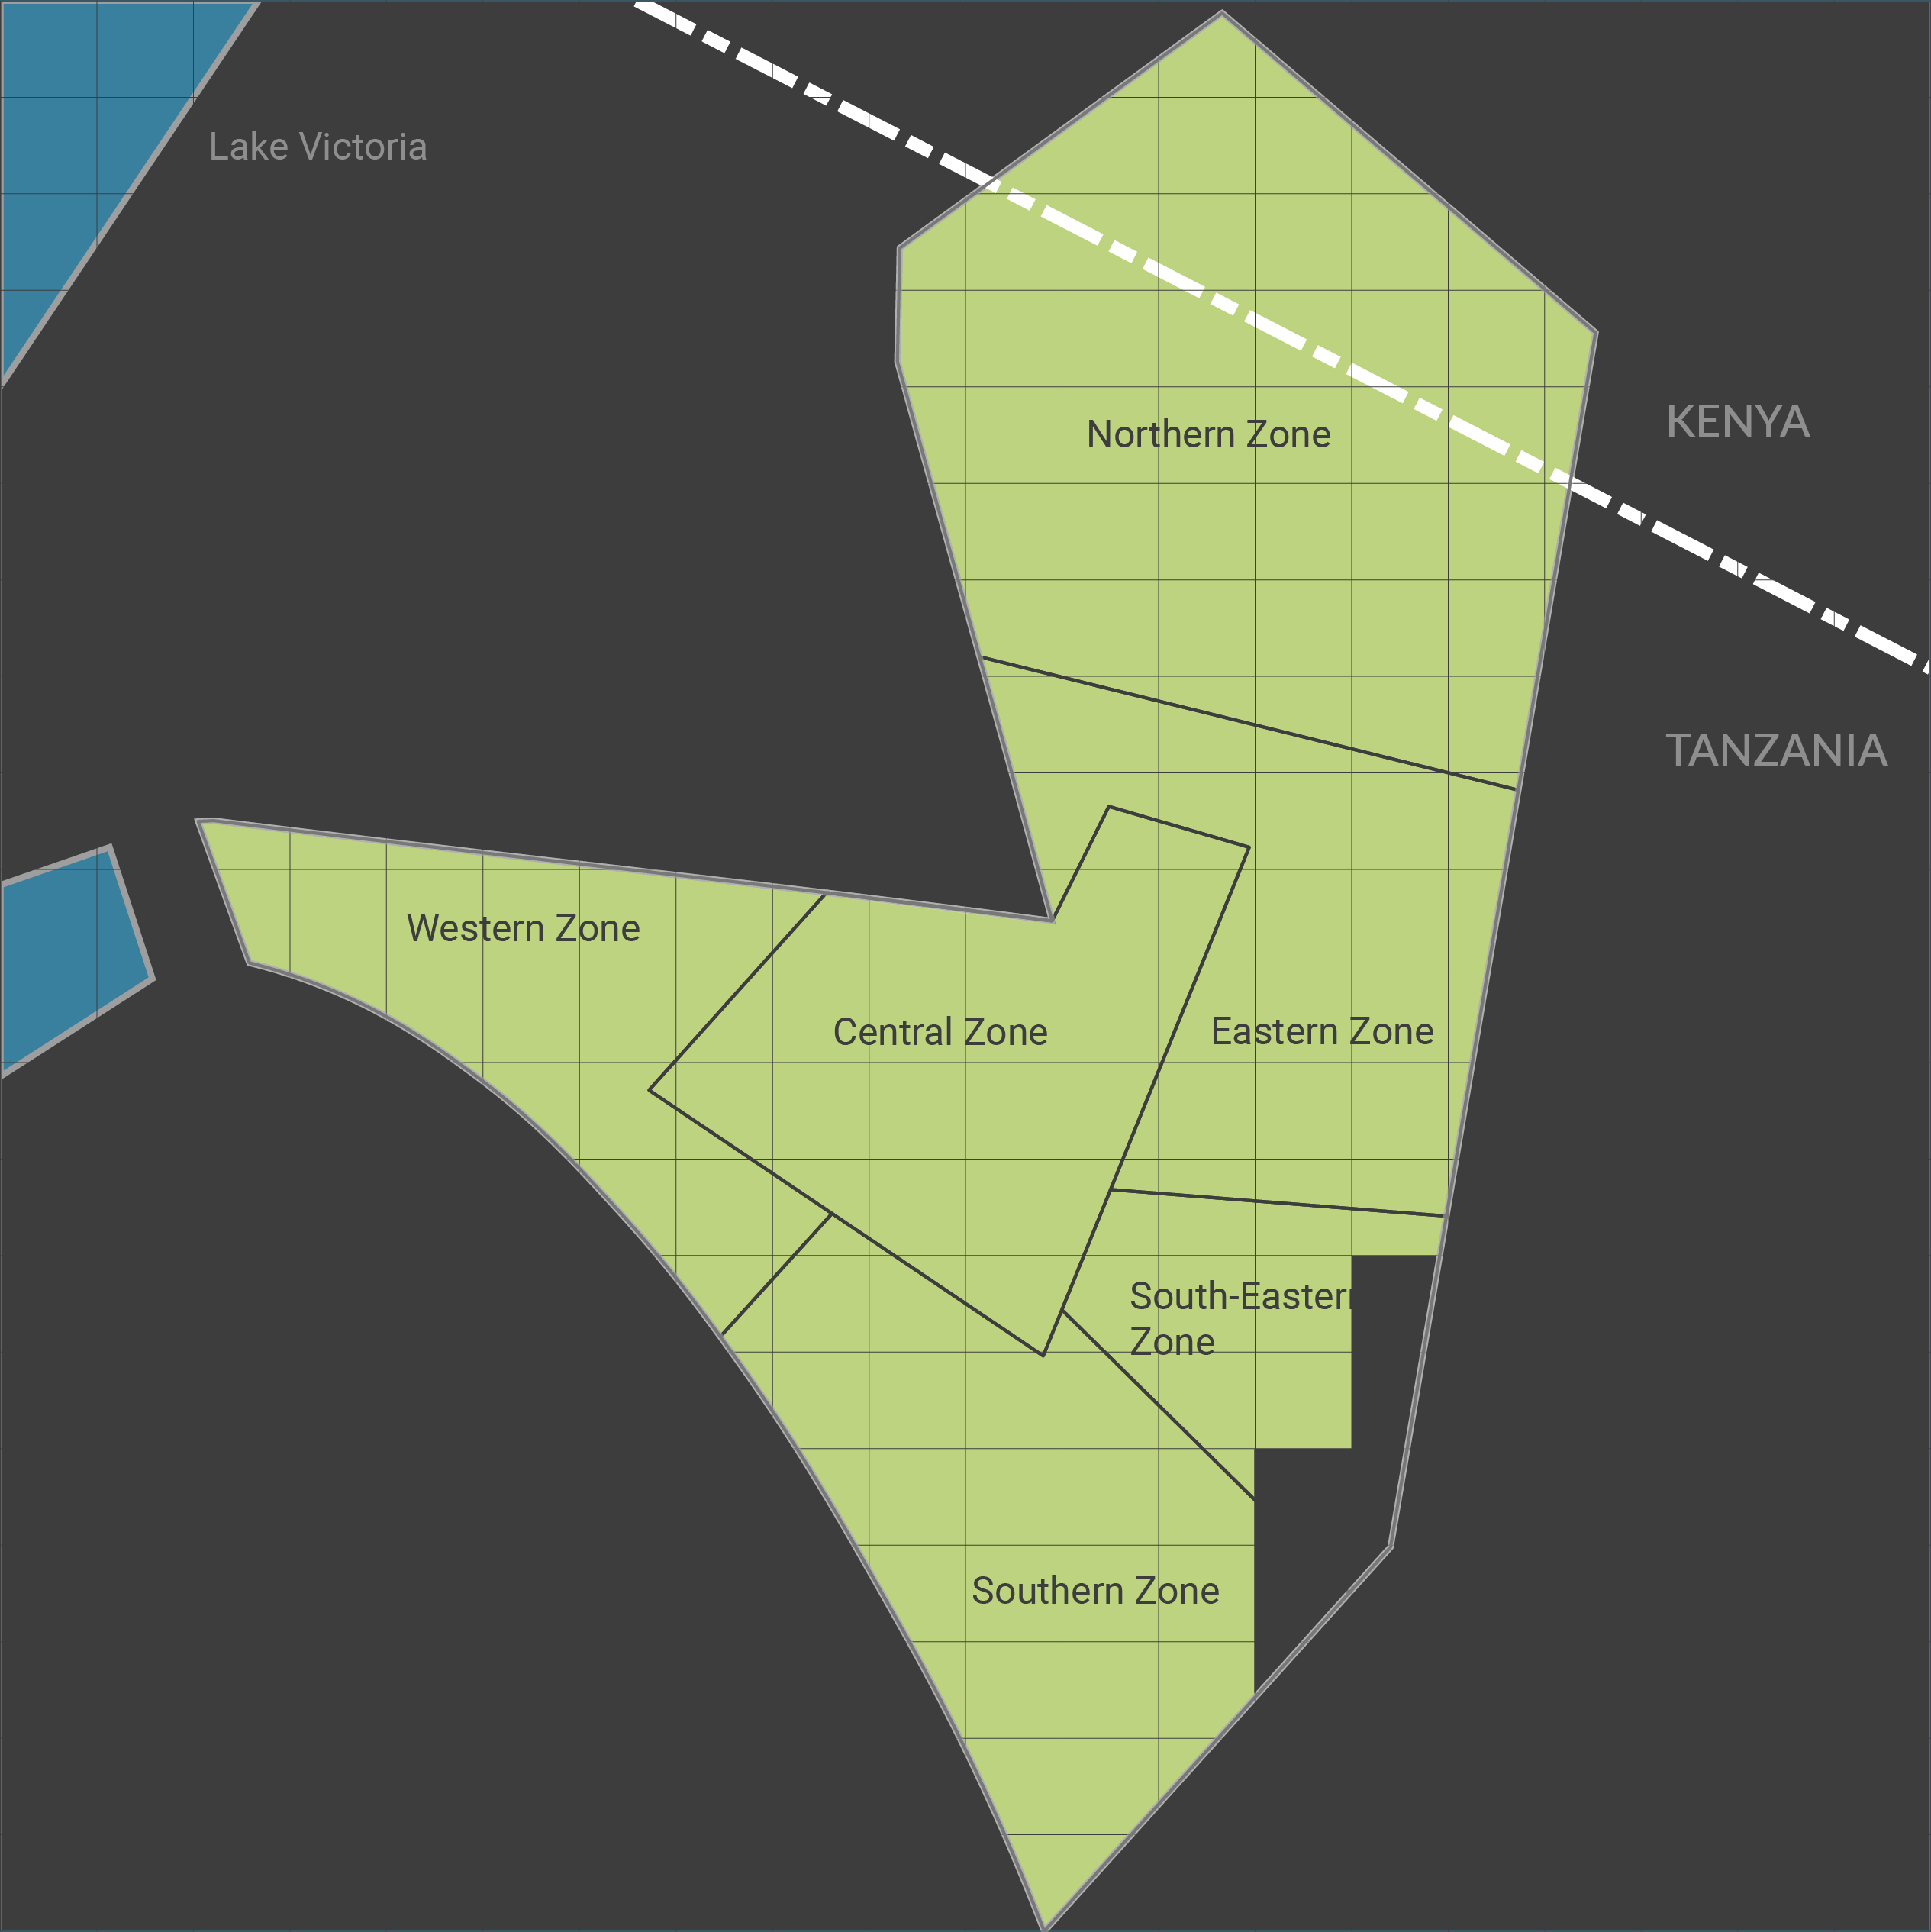 Lake Victoria
KENYA
Northern Zone
TANZANIA
Western Zone
Central Zone
Eastern Zone
South-Eastern
Zone
Southern Zone